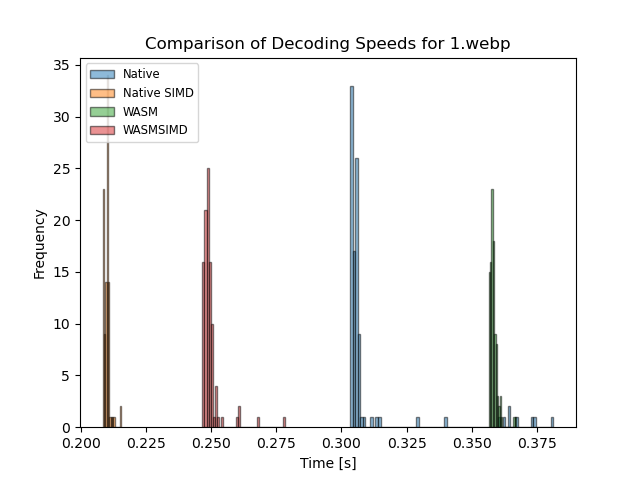 Comparison of Decoding Speeds for 1.webp
Native
Native SIMD
WASM
WASMSIMD
Frequency
35
30
25
20
15
10
5
0
0.200
0.225
0.250
0.275
0.300
0.325
0.350
0.375
Time [s]